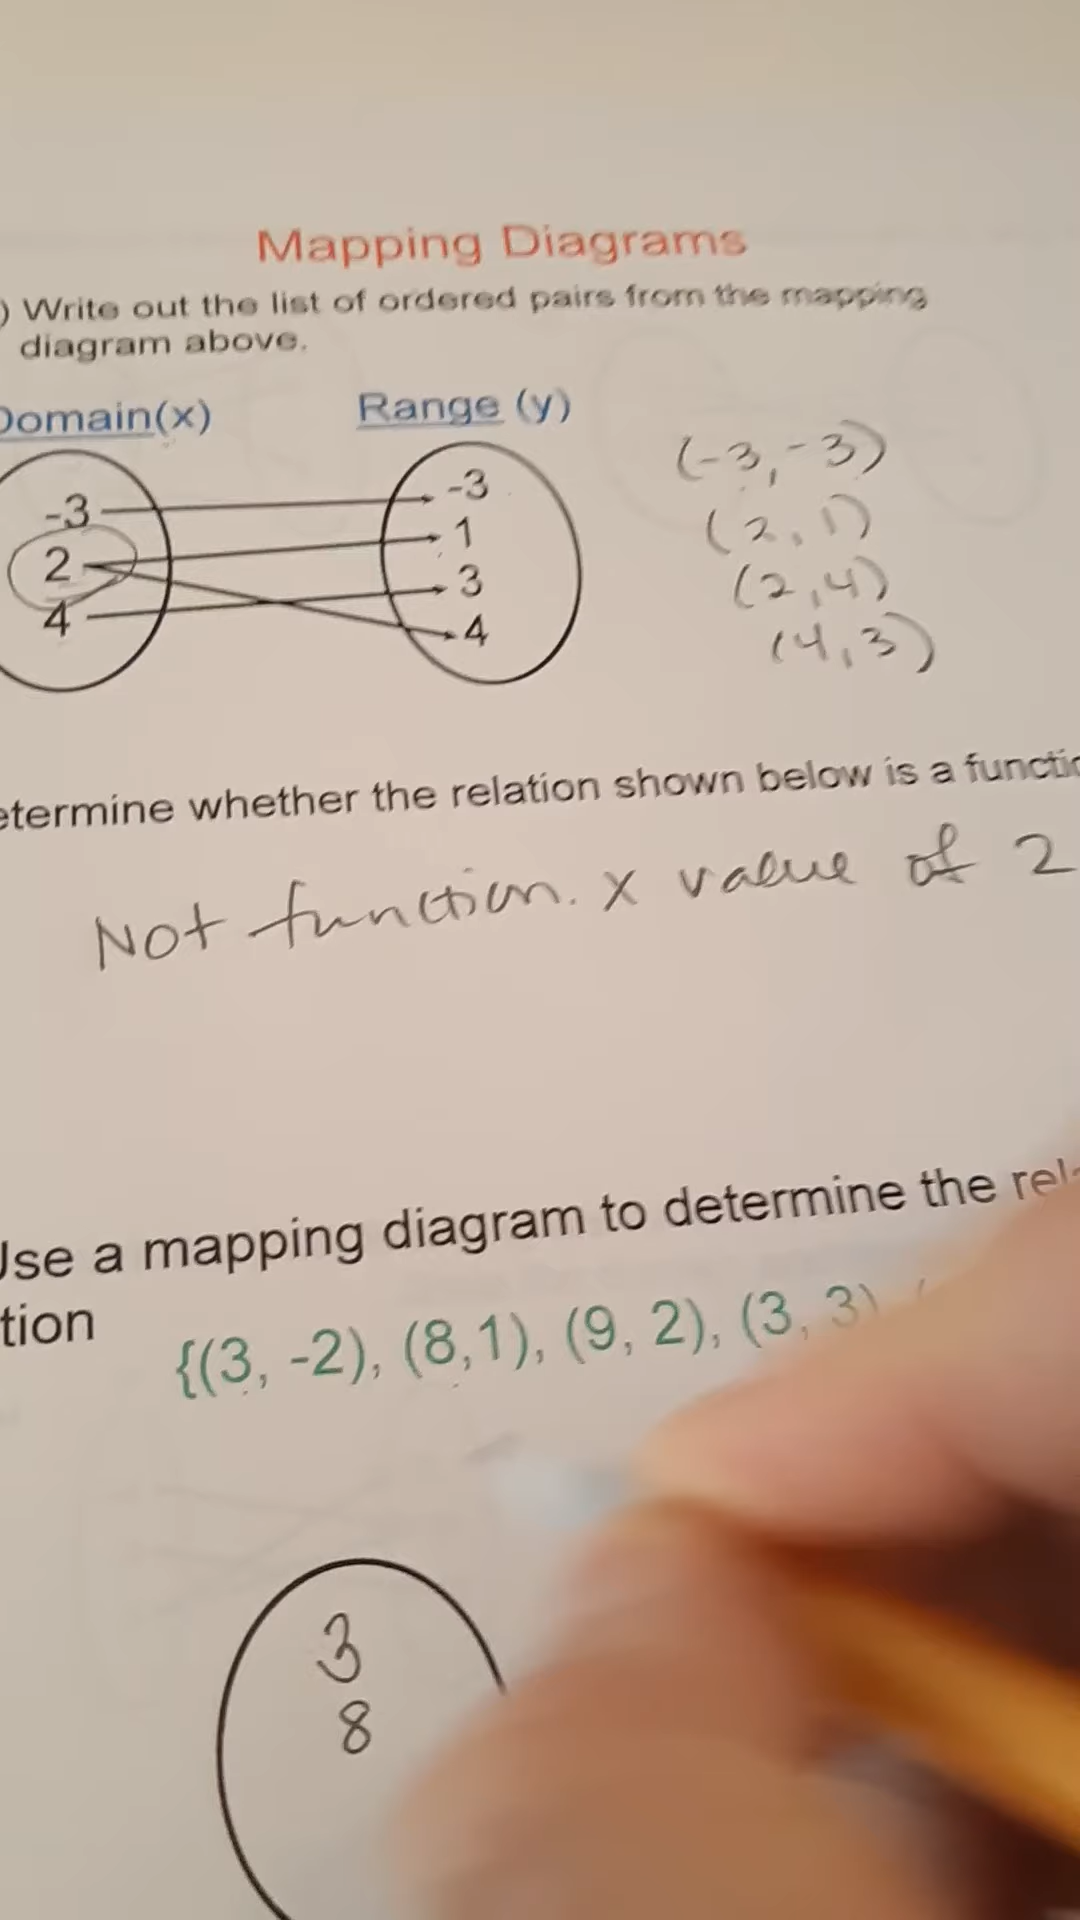 Mapping Diagrams
) Write out the list of ordered pairs from the mapping
diagram above.
Domain(x) Range (y)
-3 -3
2 1
4 3
4
(-3,-3)
(2,1)
(2,4)
(4,3)
etermine whether the relation shown below is a functio
Not function. x value of 2
Use a mapping diagram to determine the rel
tion
{(3, -2), (8,1), (9, 2), (3, 3)
3
8